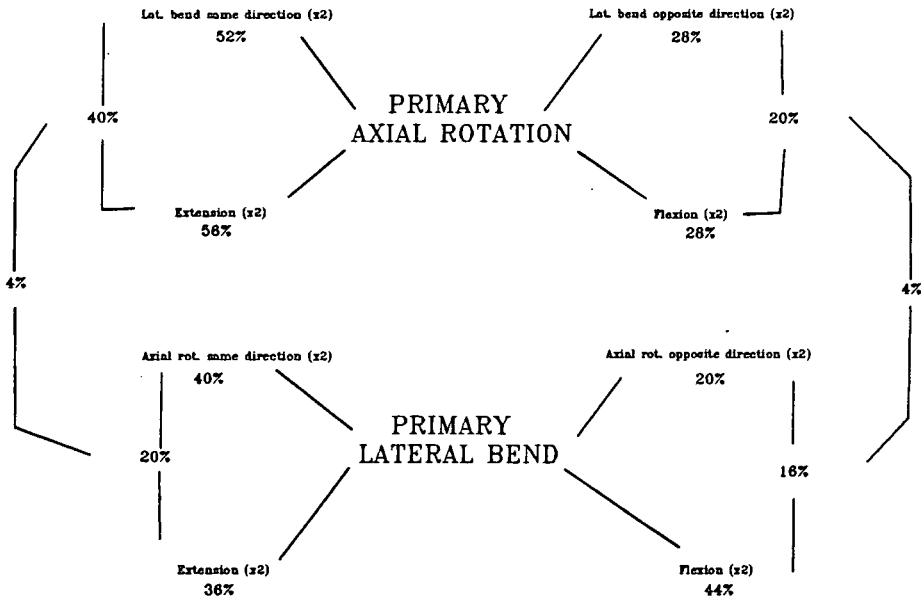 Lat. bend same direction (x2)
52%
Lat. bend opposite direction (x2)
28%
PRIMARY
AXIAL ROTATION
40%
20%
Extension (x2)
56%
Flexion (x2)
28%
4%
4%
Axial rot. same direction (x2)
40%
Axial rot. opposite direction (x2)
20%
PRIMARY
LATERAL BEND
20%
16%
Extension (x2)
36%
Flexion (x2)
44%